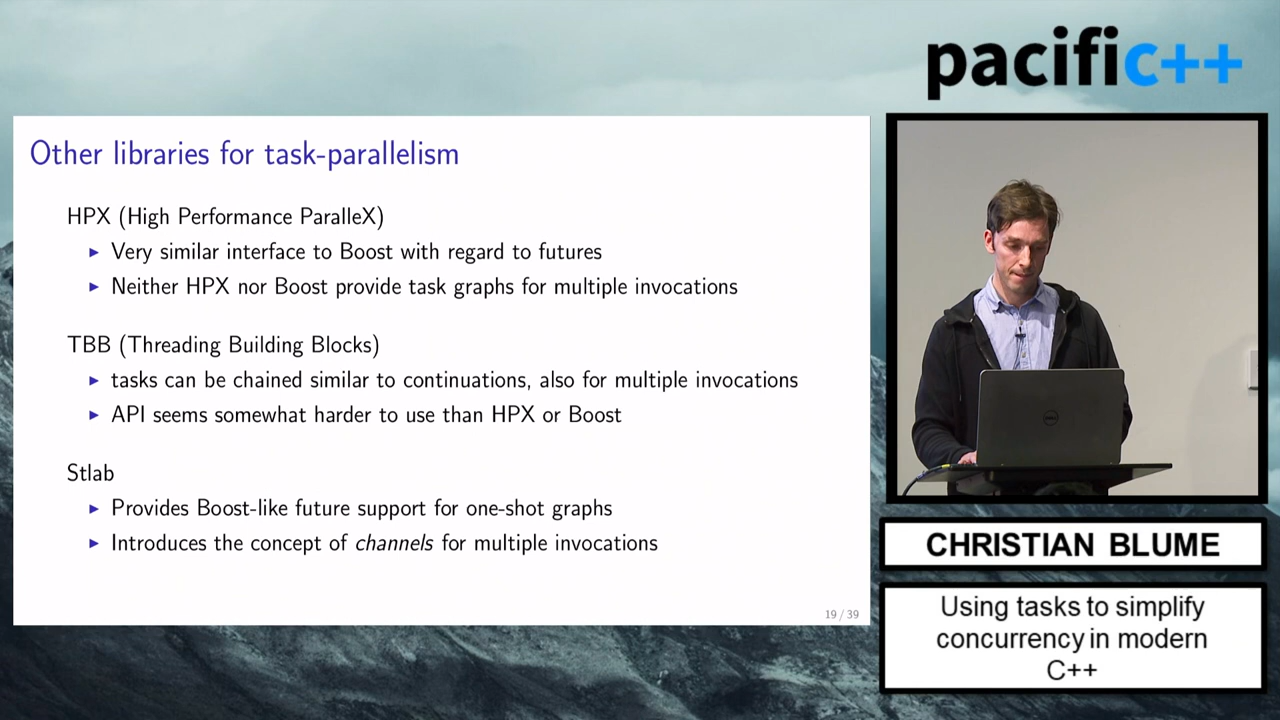 pacific++
Other libraries for task-parallelism
HPX (High Performance ParalleX)
▸ Very similar interface to Boost with regard to futures
▸ Neither HPX nor Boost provide task graphs for multiple invocations
TBB (Threading Building Blocks)
▸ tasks can be chained similar to continuations, also for multiple invocations
▸ API seems somewhat harder to use than HPX or Boost
Stlab
▸ Provides Boost-like future support for one-shot graphs
▸ Introduces the concept of channels for multiple invocations
19 / 39
DELL
CHRISTIAN BLUME
Using tasks to simplify
concurrency in modern
C++